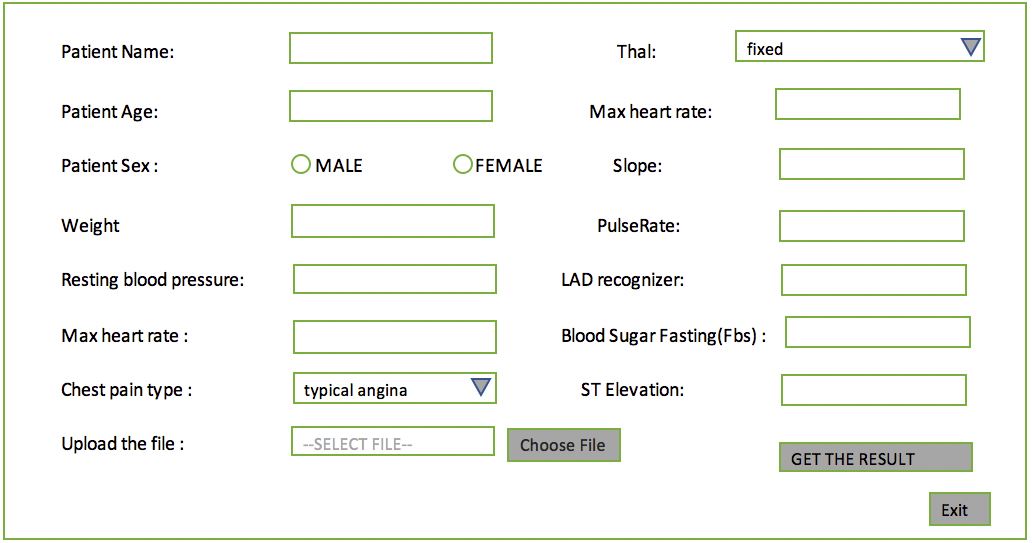 Patient Name:
Thal:
fixed
Patient Age:
Max heart rate:
Patient Sex :
MALE
FEMALE
Slope:
Weight
PulseRate:
Resting blood pressure:
LAD recognizer:
Max heart rate :
Blood Sugar Fasting(Fbs) :
Chest pain type :
typical angina
ST Elevation:
Upload the file :
--SELECT FILE--
Choose File
GET THE RESULT
Exit